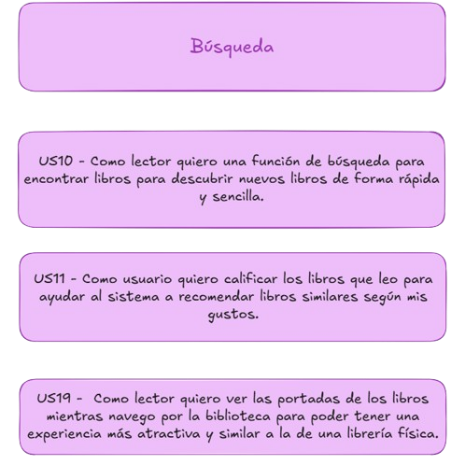 Búsqueda
US10 - Como lector quiero una función de búsqueda para
encontrar libros para descubrir nuevos libros de forma rápida
y sencilla.
US11 - Como usuario quiero calificar los libros que leo para
ayudar al sistema a recomendar libros similares según mis
gustos.
US19 - Como lector quiero ver las portadas de los libros
mientras navego por la biblioteca para poder tener una
experiencia más atractiva y similar a la de una librería física.